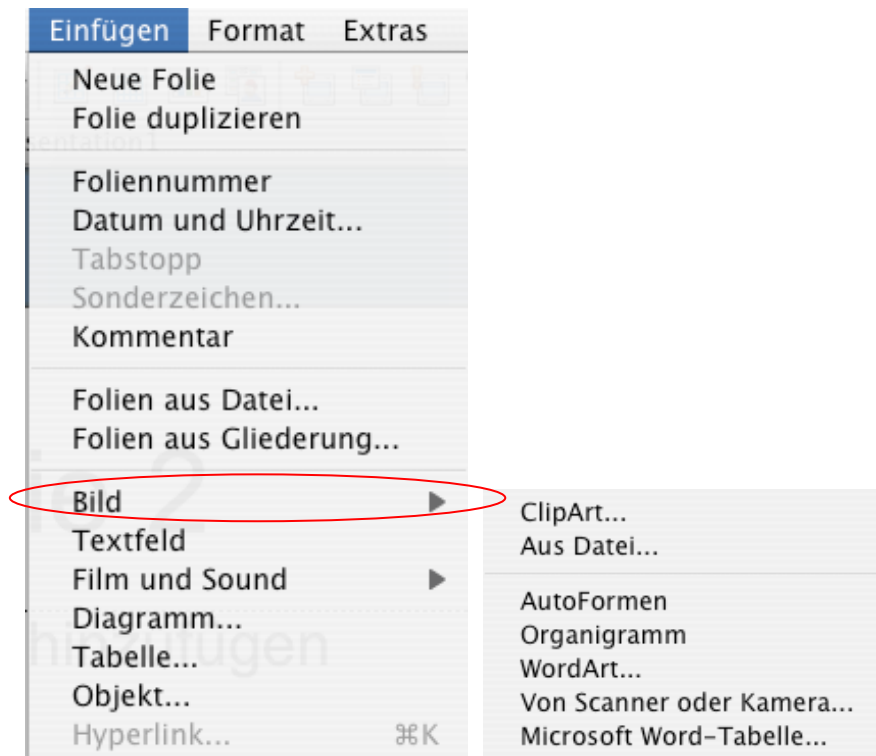 Einfügen Format Extras
Neue Folie
Folie duplizieren
Foliennummer
Datum und Uhrzeit...
Tabstopp
Sonderzeichen...
Kommentar
Folien aus Datei...
Folien aus Gliederung...
Bild
Textfeld
Film und Sound
Diagramm...
Tabelle...
Objekt...
Hyperlink... ⌘K
ClipArt...
Aus Datei...
AutoFormen
Organigramm
WordArt...
Von Scanner oder Kamera...
Microsoft Word-Tabelle...